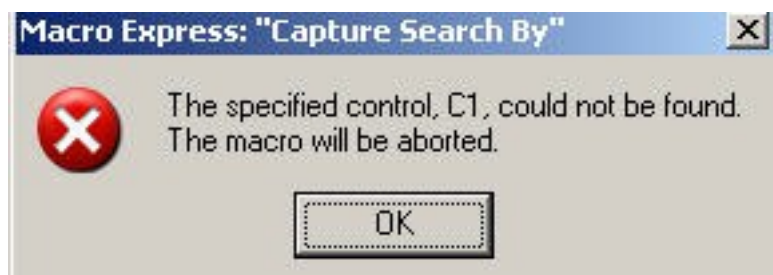 Macro Express: "Capture Search By"
The specified control, C1, could not be found.
The macro will be aborted.
OK